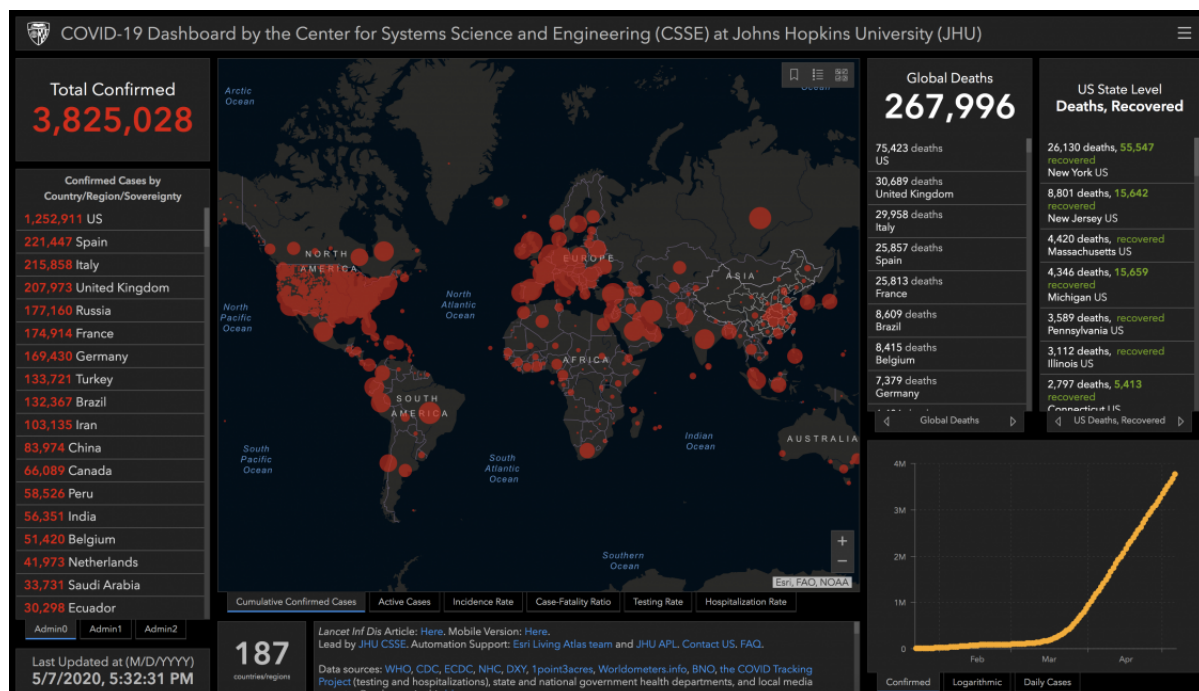 COVID-19 Dashboard by the Center for Systems Science and Engineering (CSSE) at Johns Hopkins University (JHU)
Total Confirmed
3,825,028
Confirmed Cases by
Country/Region/Sovereignty
1,252,911 US
221,447 Spain
215,858 Italy
207,973 United Kingdom
177,160 Russia
174,914 France
169,430 Germany
133,721 Turkey
132,367 Brazil
103,135 Iran
83,974 China
66,089 Canada
58,526 Peru
56,351 India
51,420 Belgium
41,973 Netherlands
33,731 Saudi Arabia
30,298 Ecuador
Admin0 Admin1 Admin2
Last Updated at (M/D/YYYY)
5/7/2020, 5:32:31 PM
Arctic
Ocean
Ocean
NORTH
AMERICA
EUROPE
ASIA
North
Pacific
Ocean
North
Atlantic
Ocean
AFRICA
SOUTH
AMERICA
Indian
Ocean
AUSTRALIA
South
Pacific
Ocean
South
Atlantic
Ocean
Southern
Ocean
+
−
Esri, FAO, NOAA
Cumulative Confirmed Cases Active Cases Incidence Rate Case-Fatality Ratio Testing Rate Hospitalization Rate
187
countries/regions
Lancet Inf Dis Article: Here. Mobile Version: Here.
Lead by JHU CSSE. Automation Support: Esri Living Atlas team and JHU APL. Contact US. FAQ.
Data sources: WHO, CDC, ECDC, NHC, DXY, 1point3acres, Worldometers.info, BNO, the COVID Tracking
Project (testing and hospitalizations), state and national government health departments, and local media
Global Deaths
267,996
75,423 deaths
US
30,689 deaths
United Kingdom
29,958 deaths
Italy
25,857 deaths
Spain
25,813 deaths
France
8,609 deaths
Brazil
8,415 deaths
Belgium
7,379 deaths
Germany
Global Deaths
US State Level
Deaths, Recovered
26,130 deaths, 55,547
recovered
New York US
8,801 deaths, 15,642
recovered
New Jersey US
4,420 deaths, recovered
Massachusetts US
4,346 deaths, 15,659
recovered
Michigan US
3,589 deaths, recovered
Pennsylvania US
3,112 deaths, recovered
Illinois US
2,797 deaths, 5,413
recovered
Connecticut US
US Deaths, Recovered
4M
3M
2M
1M
0
Feb Mar Apr
Confirmed Logarithmic Daily Cases